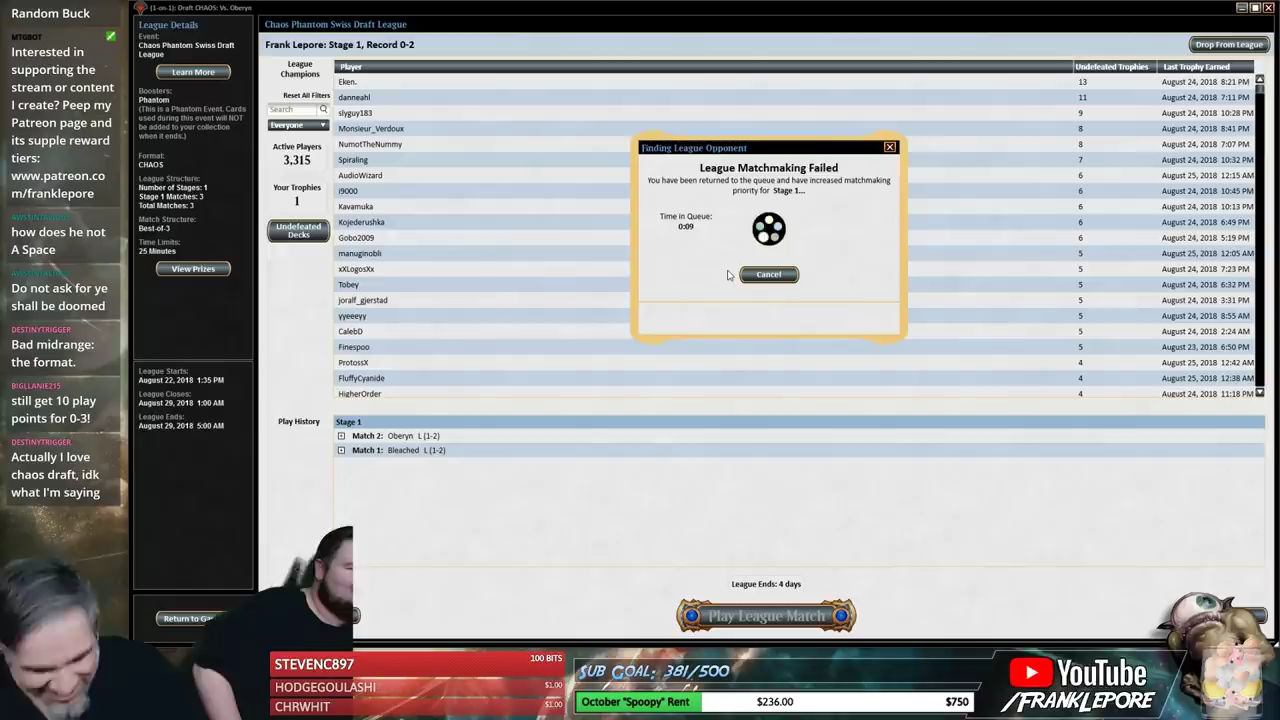 Random Buck
MTGBOT
Interested in
supporting the
stream or content
I create? Peep my
Patreon page and
its supple reward
tiers:
www.patreon.co
m/franklepore
how does he not
A Space
Do not ask for ye
shall be doomed
DESTINYTRIGGER:
Bad midrange:
the format.
BIGLLANIE215
still get 10 play
points for 0-3!
DESTINYTRIGGER:
Actually I love
chaos draft, idk
what I'm saying
(1-on-1): Draft CHAOS: Vs. Oberyn
League Details
Event:
Chaos Phantom Swiss Draft
League
Learn More
Boosters:
Phantom
(This is a Phantom Event. Cards
used during this event will NOT
be added to your collection
when it ends.)
Format:
CHAOS
League Structure:
Number of Stages: 1
Stage 1 Matches: 3
Total Matches: 3
Match Structure:
Best-of-3
Time Limits:
25 Minutes
View Prizes
League Starts:
August 22, 2018 1:35 PM
League Closes:
August 29, 2018 1:00 AM
League Ends:
August 29, 2018 5:00 AM
Return to
Chaos Phantom Swiss Draft League
Frank Lepore: Stage 1, Record 0-2
Drop From League
League
Champions
Reset All Filters
Search
Everyone
Active Players
3,315
Your Trophies
1
Undefeated
Decks
Player Undefeated Trophies Last Trophy Earned
Eken. 13 August 24, 2018 8:21 PM
danneahl 11 August 24, 2018 7:11 PM
slyguy183 9 August 24, 2018 10:28 PM
Monsieur_Verdoux 8 August 24, 2018 8:41 PM
NumotTheNummy 8 August 24, 2018 7:07 PM
Spiraling 7 August 24, 2018 10:32 PM
AudioWizard 6 August 25, 2018 12:15 AM
i9000 6 August 24, 2018 10:45 PM
Kavamuka 6 August 24, 2018 10:13 PM
Kojederushka 6 August 24, 2018 6:49 PM
Gobo2009 6 August 24, 2018 5:19 PM
manuginobli 5 August 25, 2018 12:05 AM
xXLogosXx 5 August 24, 2018 7:23 PM
Tobey 5 August 24, 2018 6:32 PM
joralf_gjerstad 5 August 24, 2018 3:31 PM
yyeeeyy 5 August 24, 2018 8:55 AM
CalebD 5 August 24, 2018 2:24 AM
Finespoo 5 August 23, 2018 6:50 PM
ProtossX 4 August 25, 2018 12:42 AM
FluffyCyanide 4 August 25, 2018 12:38 AM
HigherOrder 4 August 24, 2018 11:18 PM
Finding League Opponent
League Matchmaking Failed
You have been returned to the queue and have increased matchmaking
priority for Stage 1...
Time in Queue:
0:09
Cancel
Play History
Stage 1
Match 2: Oberyn L (1-2)
Match 1: Bleached L (1-2)
League Ends: 4 days
Play League Match
STEVENC897 100 BITS
HODGEGOULASHI $1.00
CHRWHIT $1.00
SUB GOAL: 381/500
October "Spoopy" Rent $236.00 $750
YouTube
/FRANKLEPORE